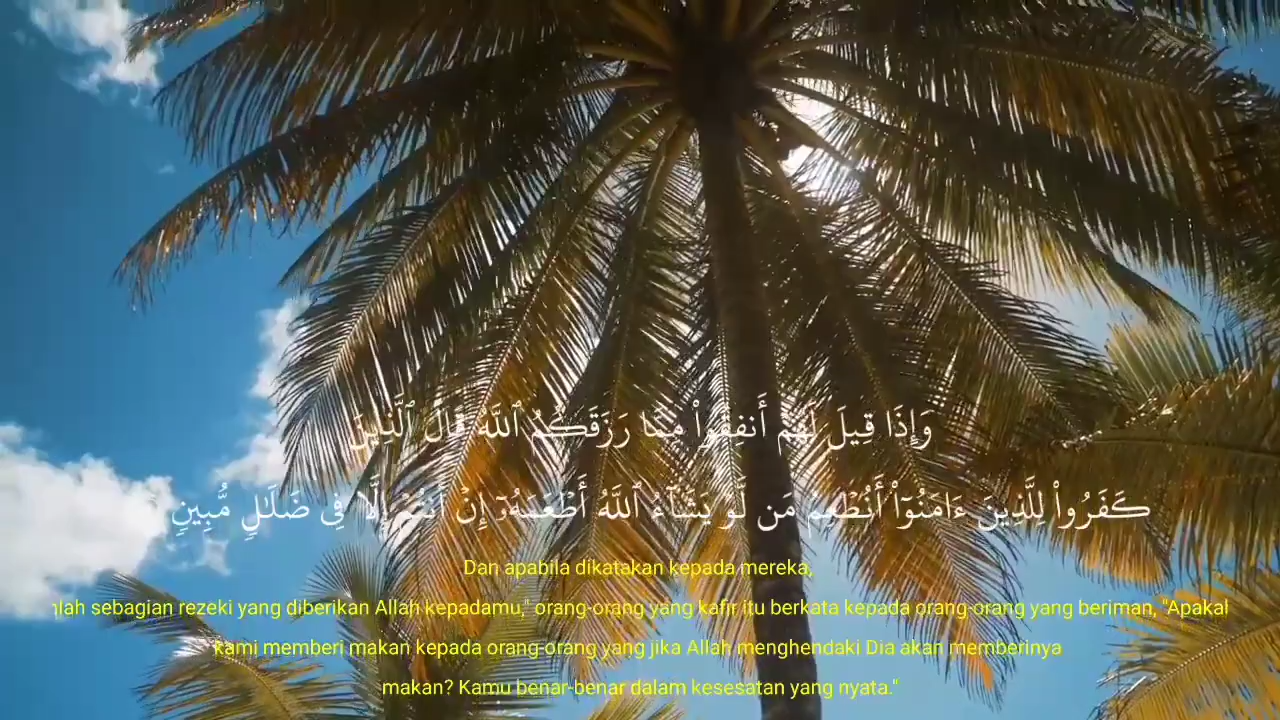 وَإِذَا قِيلَ لَهُمْ أَنفِقُوا۟ مِمَّا رَزَقَكُمُ ٱللَّهُ قَالَ ٱلَّذِينَ
كَفَرُوا۟ لِلَّذِينَ ءَامَنُوٓا۟ أَنُطْعِمُ مَن لَّوْ يَشَآءُ ٱللَّهُ أَطْعَمَهُۥٓ إِنْ أَنتُمْ إِلَّا فِى ضَلَـٰلٍ مُّبِينٍ
Dan apabila dikatakan kepada mereka,
lah sebagian rezeki yang diberikan Allah kepadamu," orang-orang yang kafir itu berkata kepada orang-orang yang beriman, "Apakal
kami memberi makan kepada orang-orang yang jika Allah menghendaki Dia akan memberinya
makan? Kamu benar-benar dalam kesesatan yang nyata."